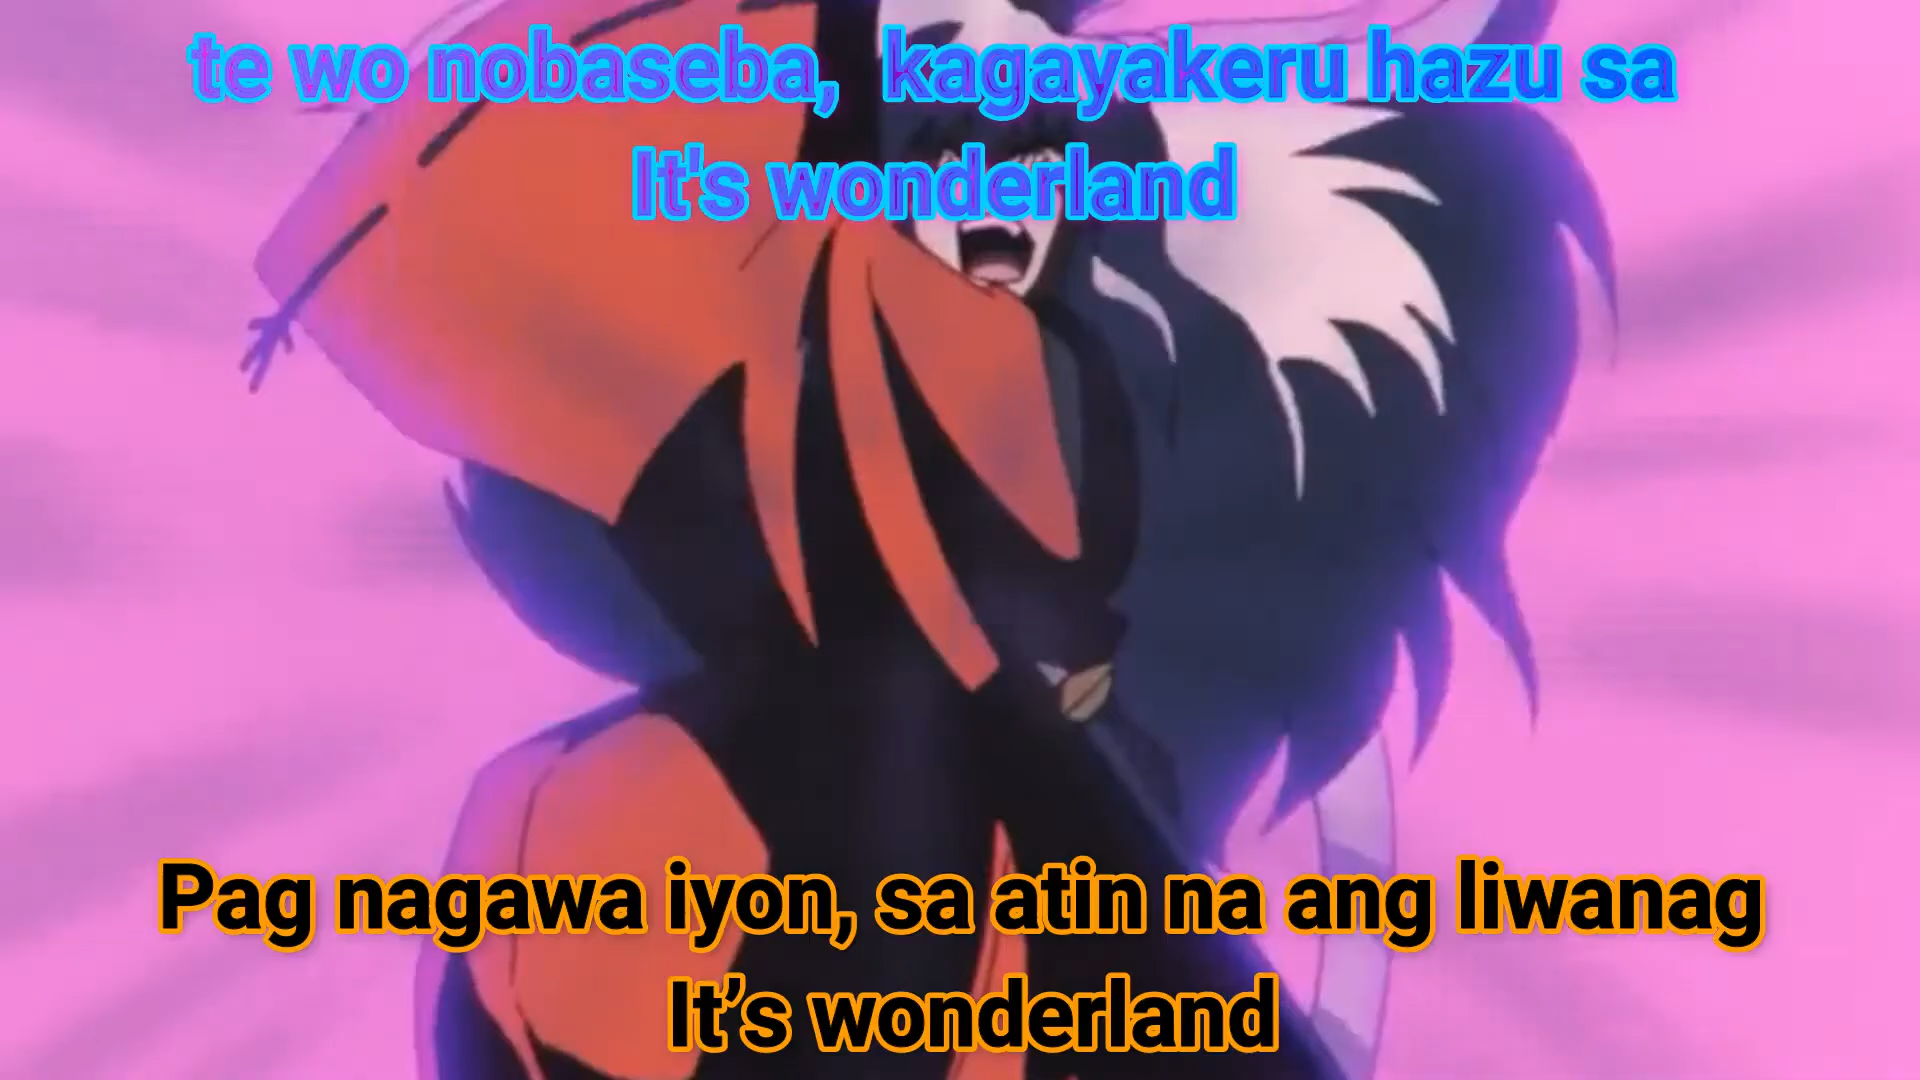 te wo nobaseba, kagayakeru hazu sa
It's wonderland
Pag nagawa iyon, sa atin na ang liwanag
It’s wonderland